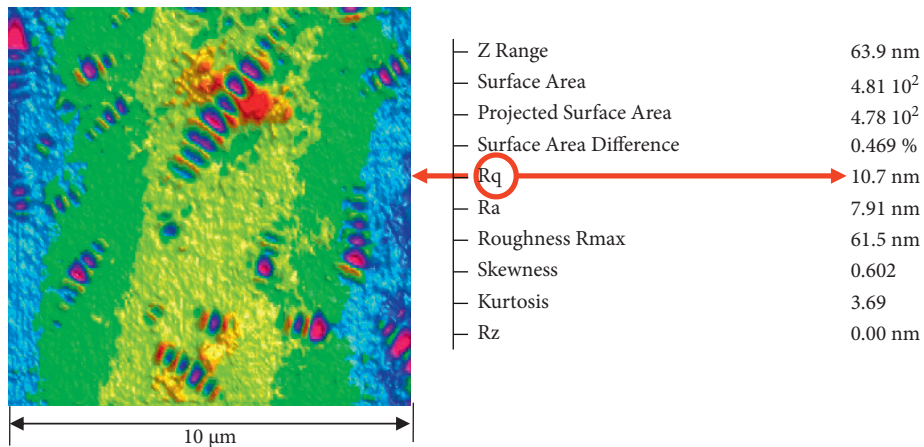 Z Range 63.9 nm
Surface Area 4.81 10²
Projected Surface Area 4.78 10²
Surface Area Difference 0.469 %
Rq 10.7 nm
Ra 7.91 nm
Roughness Rmax 61.5 nm
Skewness 0.602
Kurtosis 3.69
Rz 0.00 nm
10 μm